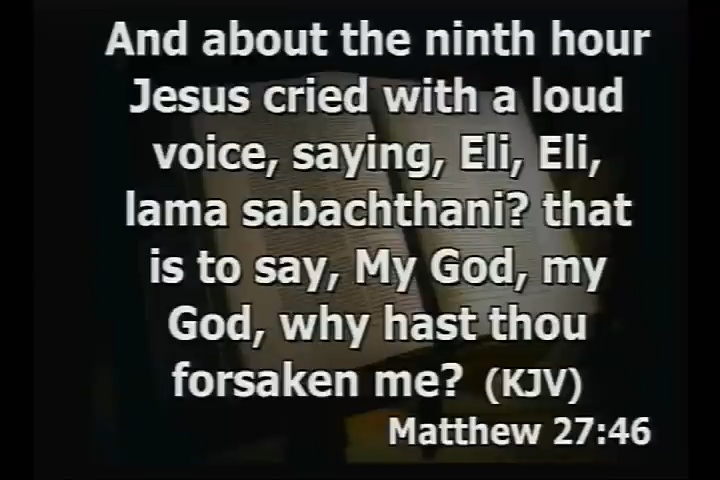 And about the ninth hour
Jesus cried with a loud
voice, saying, Eli, Eli,
lama sabachthani? that
is to say, My God, my
God, why hast thou
forsaken me? (KJV)
Matthew 27:46